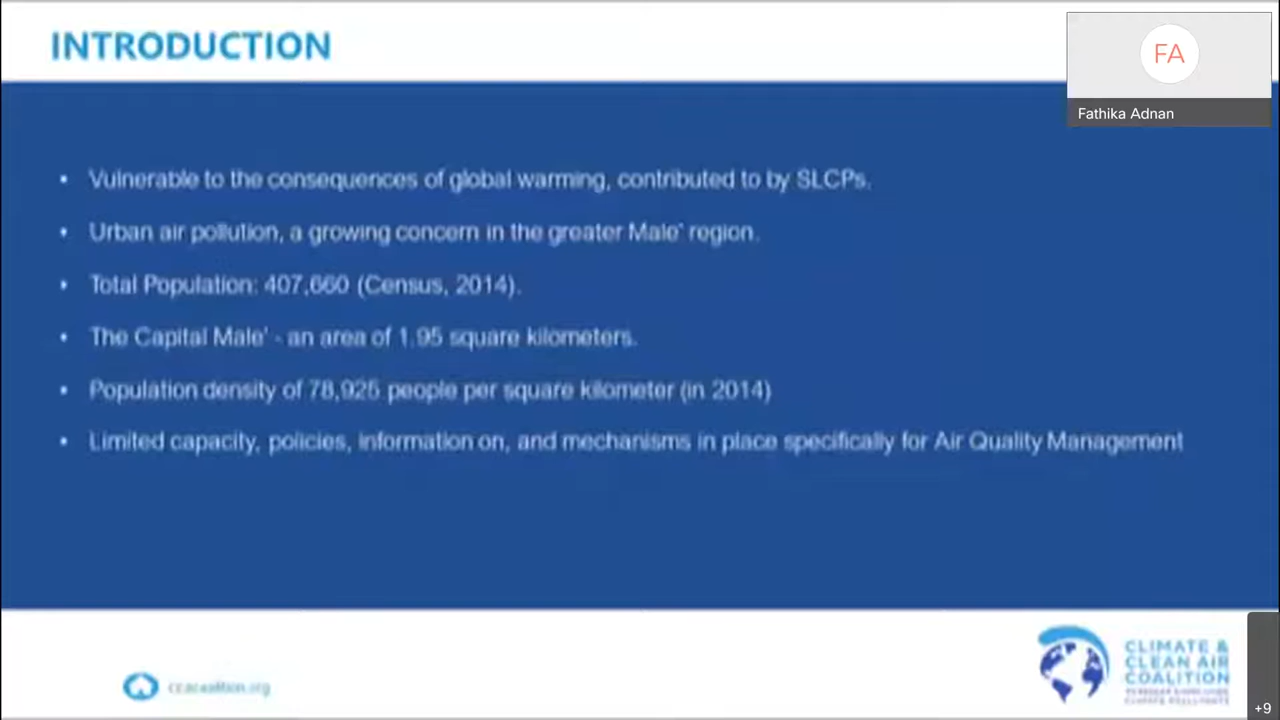 INTRODUCTION
FA
Fathika Adnan
• Vulnerable to the consequences of global warming, contributed to by SLCPs.
• Urban air pollution, a growing concern in the greater Male' region.
• Total Population: 407,660 (Census, 2014).
• The Capital Male' - an area of 1.95 square kilometers.
• Population density of 78,925 people per square kilometer (in 2014)
• Limited capacity, policies, information on, and mechanisms in place specifically for Air Quality Management
ccacoalition.org
CLIMATE &
CLEAN AIR
COALITION
CLIMATE POLLUTANTS
+9